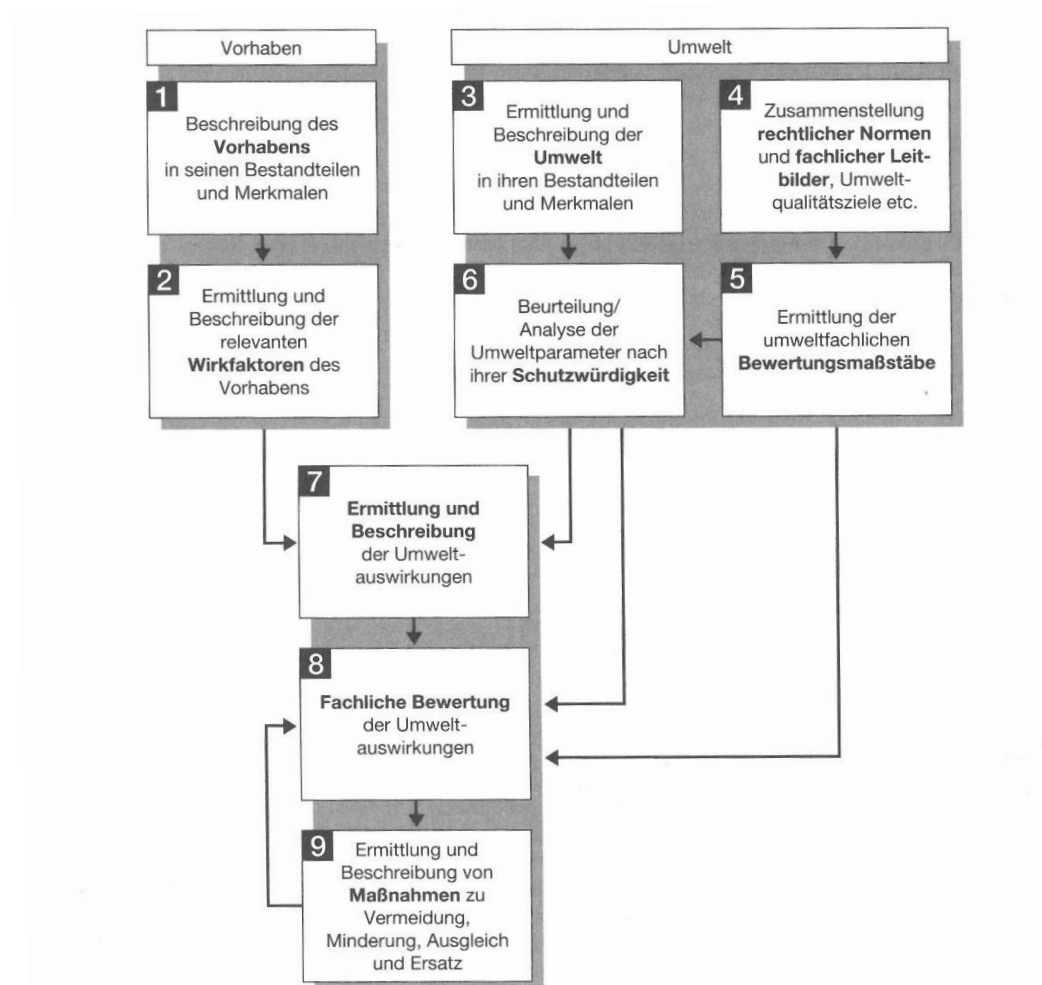 Vorhaben
Umwelt
1
Beschreibung des
Vorhabens
in seinen Bestandteilen
und Merkmalen
2
Ermittlung und
Beschreibung der
relevanten
Wirkfaktoren des
Vorhabens
3
Ermittlung und
Beschreibung der
Umwelt
in ihren Bestandteilen
und Merkmalen
4
Zusammenstellung
rechtlicher Normen
und fachlicher Leit-
bilder, Umwelt-
qualitätsziele etc.
6
Beurteilung/
Analyse der
Umweltparameter nach
ihrer Schutzwürdigkeit
5
Ermittlung der
umweltfachlichen
Bewertungsmaßstäbe
7
Ermittlung und
Beschreibung
der Umwelt-
auswirkungen
8
Fachliche Bewertung
der Umwelt-
auswirkungen
9
Ermittlung und
Beschreibung von
Maßnahmen zu
Vermeidung,
Minderung, Ausgleich
und Ersatz